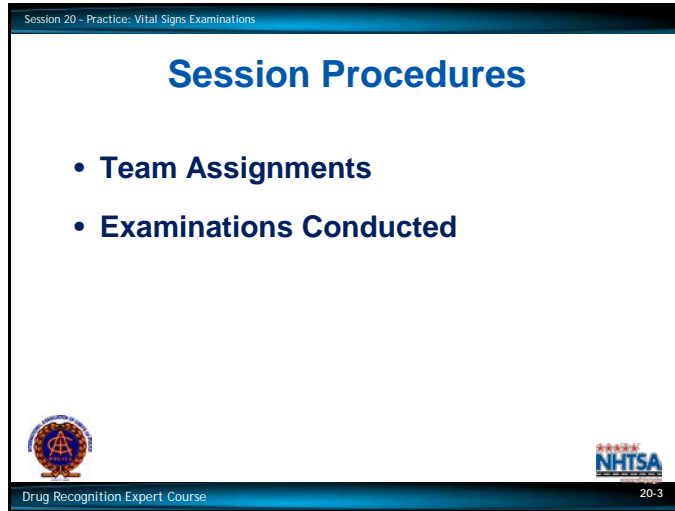 Session 20 - Practice: Vital Signs Examinations
Session Procedures
• Team Assignments
• Examinations Conducted
NHTSA
Drug Recognition Expert Course
20-3